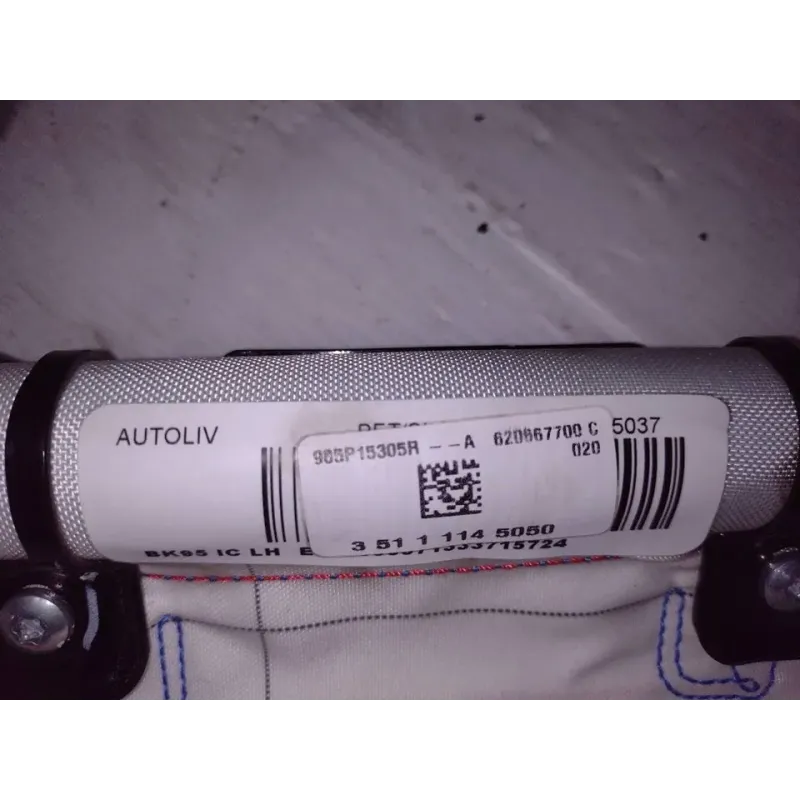 AUTOLIV 5037
985P15305R --A 620667700 C
020
3 51 1 114 5050
BK95 IC LH